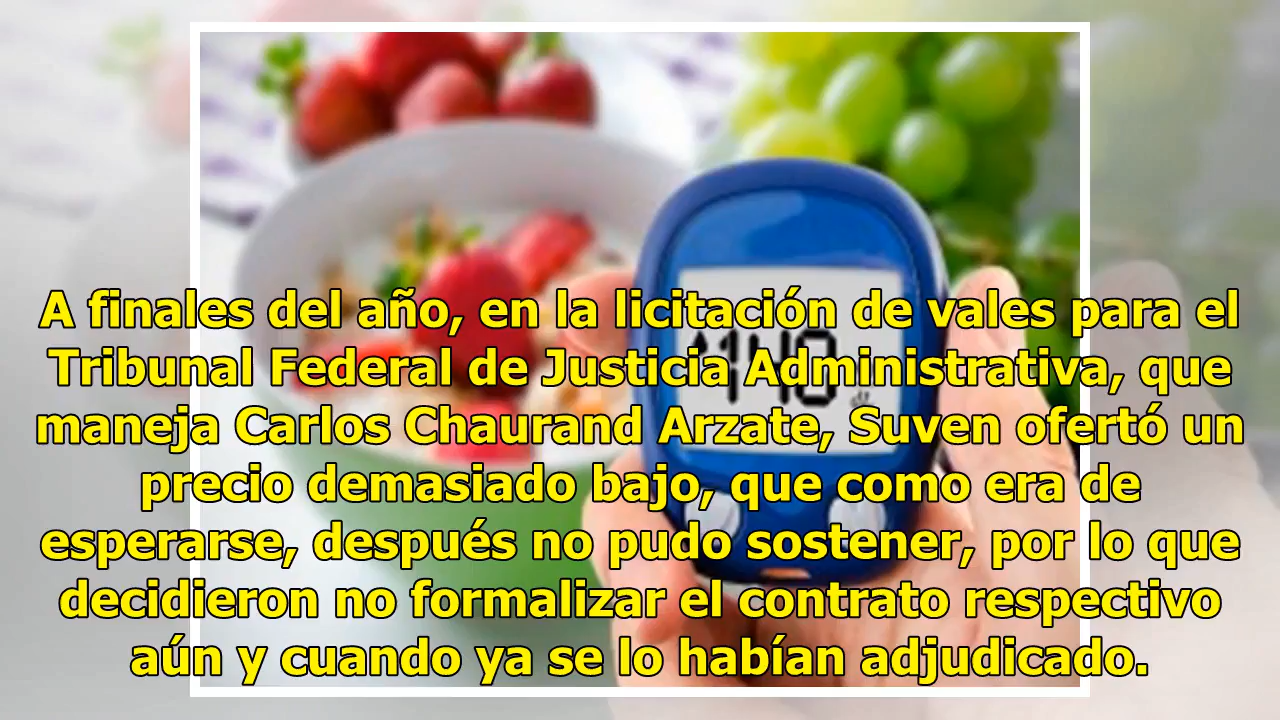 A finales del año, en la licitación de vales para el
Tribunal Federal de Justicia Administrativa, que
maneja Carlos Chaurand Arzate, Suven ofertó un
precio demasiado bajo, que como era de
esperarse, después no pudo sostener, por lo que
decidieron no formalizar el contrato respectivo
aún y cuando ya se lo habían adjudicado.